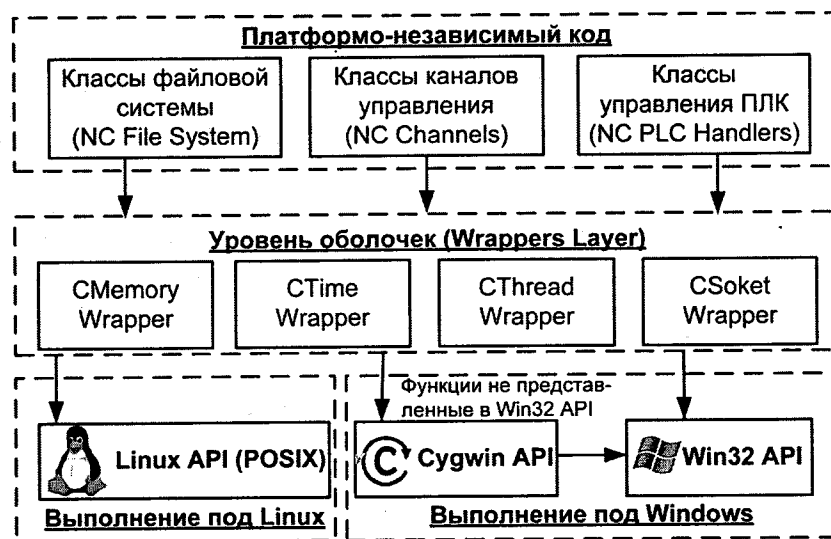 Платформо-независимый код
Классы файловой
системы
(NC File System)
Классы каналов
управления
(NC Channels)
Классы
управления ПЛК
(NC PLC Handlers)
Уровень оболочек (Wrappers Layer)
CMemory
Wrapper
CTime
Wrapper
CThread
Wrapper
CSoket
Wrapper
Функции не представ-
ленные в Win32 API
Linux API (POSIX)
Cygwin API
Win32 API
Выполнение под Linux
Выполнение под Windows